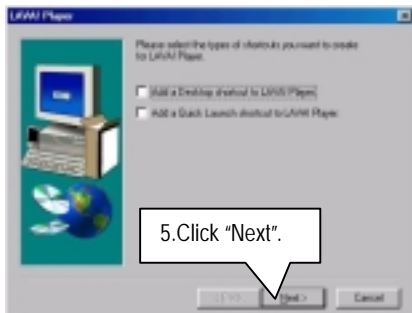 LAVA! Player
Please select the types of shortcuts you want to create
for LAVA! Player.
Add a Desktop shortcut to LAVA! Player.
Add a Quick Launch shortcut to LAVA! Player.
5.Click “Next”.
Next >
Cancel